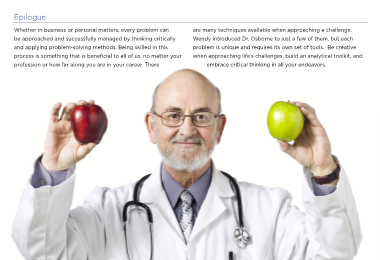 Epilogue
Whether in business or personal matters, every problem can
be approached and successfully managed by thinking critically
and applying problem-solving methods. Being skilled in this
process is something that is beneficial to all of us, no matter your
profession or how far along you are in your career. There
are many techniques available when approaching a challenge.
Wendy introduced Dr. Osborne to just a few of them, but each
problem is unique and requires its own set of tools.  Be creative
when approaching life's challenges, build an analytical toolkit, and
embrace critical thinking in all your endeavors.